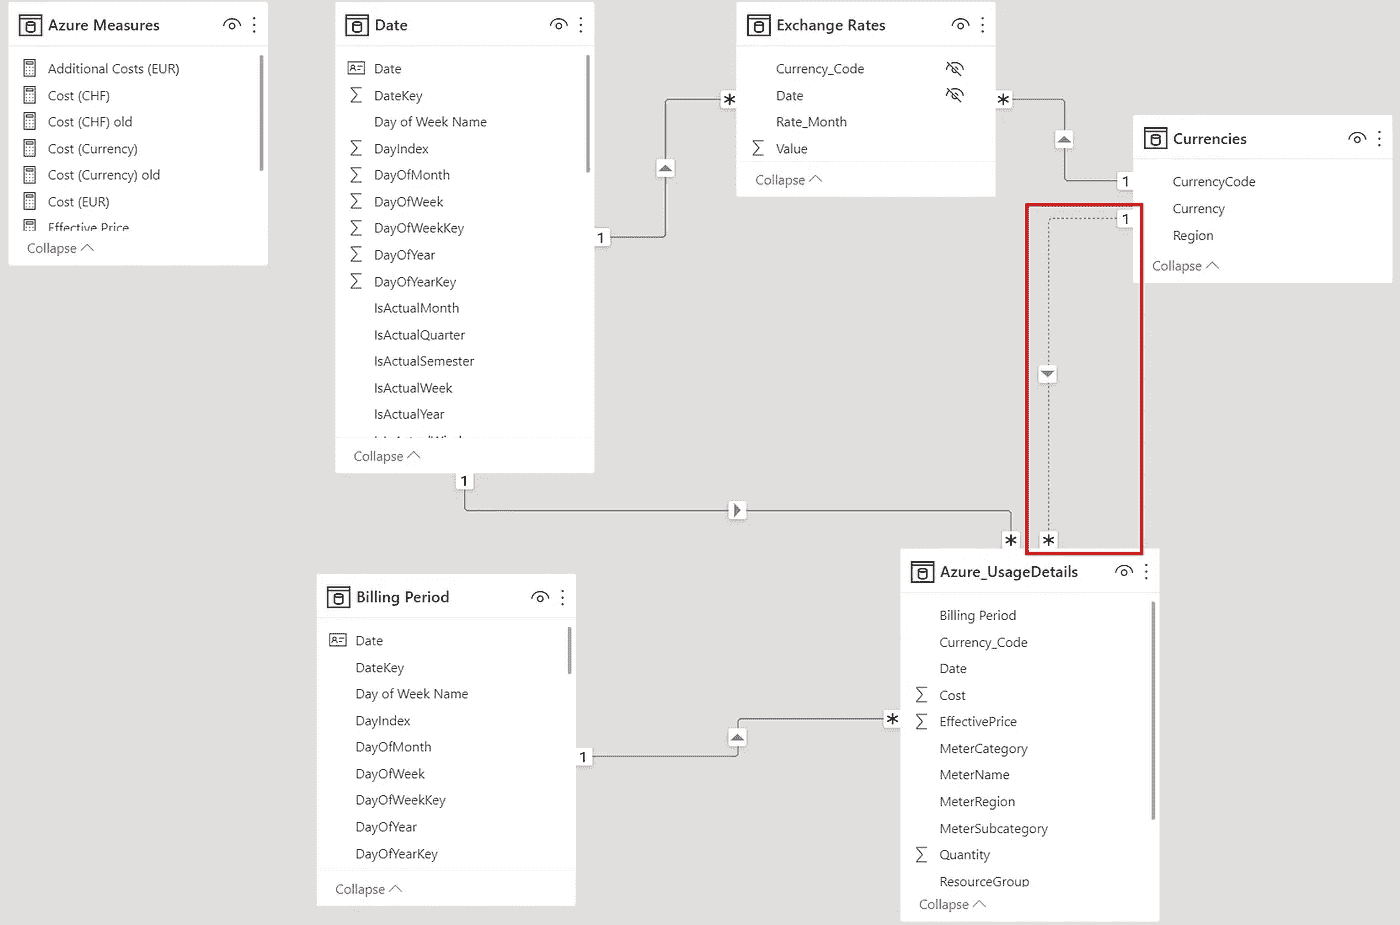 Azure Measures
Additional Costs (EUR)
Cost (CHF)
Cost (CHF) old
Cost (Currency)
Cost (Currency) old
Cost (EUR)
Effective Price
Collapse
Date
Date
DateKey
Day of Week Name
DayIndex
DayOfMonth
DayOfWeek
DayOfWeekKey
DayOfYear
DayOfYearKey
IsActualMonth
IsActualQuarter
IsActualSemester
IsActualWeek
IsActualYear
Collapse
1
1
Exchange Rates
Currency_Code
Date
Rate_Month
Value
Collapse
*
*
Currencies
CurrencyCode
Currency
Region
Collapse
1
1
Billing Period
Date
DateKey
Day of Week Name
DayIndex
DayOfMonth
DayOfWeek
DayOfWeekKey
DayOfYear
DayOfYearKey
Collapse
1
*
*
*
Azure_UsageDetails
Billing Period
Currency_Code
Date
Cost
EffectivePrice
MeterCategory
MeterName
MeterRegion
MeterSubcategory
Quantity
ResourceGroup
Collapse